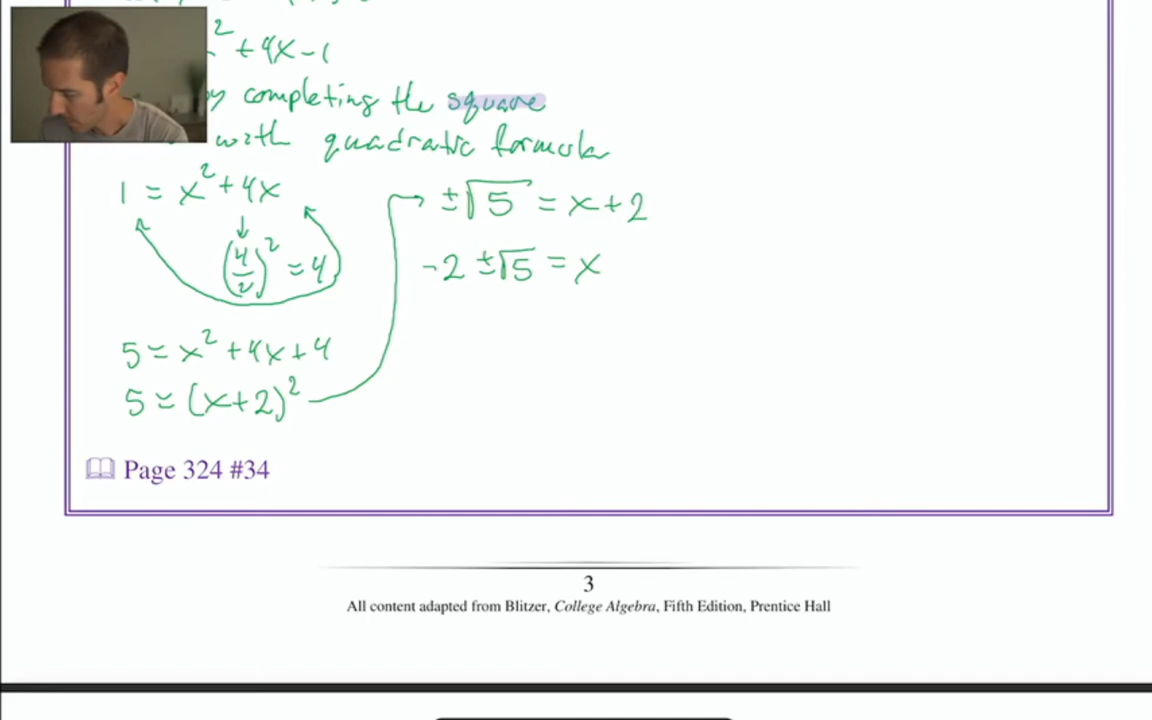 ² + 4x - 1
by completing the square
with quadratic formula
1 = x² + 4x
(4/2)² = 4
5 = x² + 4x + 4
5 = (x+2)²
±√5 = x+2
-2 ±√5 = x
Page 324 #34
3
All content adapted from Blitzer, College Algebra, Fifth Edition, Prentice Hall